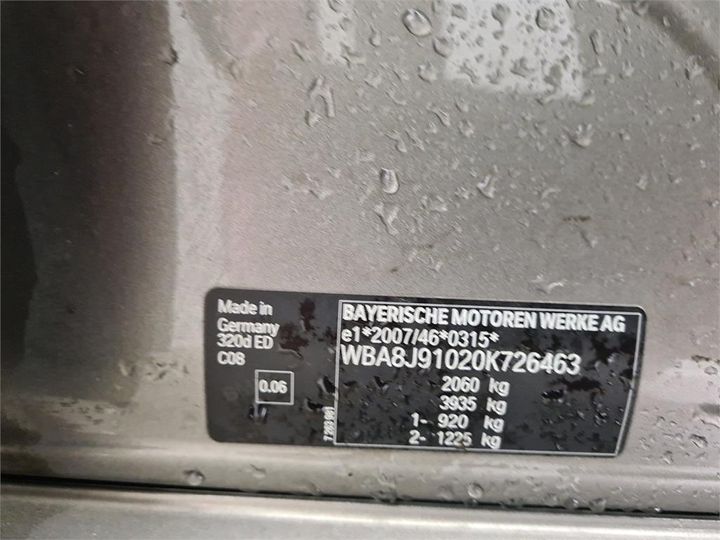 Made in
Germany
320d ED
C08
0.06
BAYERISCHE MOTOREN WERKE AG
e1*2007/46*0315*
WBA8J91020K726463
2060 kg
3935 kg
1- 920 kg
2- 1225 kg